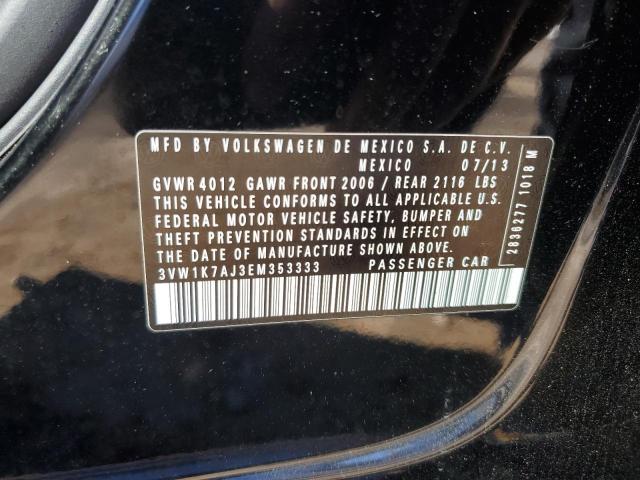 MFD BY VOLKSWAGEN DE MEXICO S.A. DE C.V.
MEXICO 07/13
GVWR 4012 GAWR FRONT 2006 / REAR 2116 LBS
THIS VEHICLE CONFORMS TO ALL APPLICABLE U.S.
FEDERAL MOTOR VEHICLE SAFETY, BUMPER AND
THEFT PREVENTION STANDARDS IN EFFECT ON
THE DATE OF MANUFACTURE SHOWN ABOVE.
3VW1K7AJ3EM353333 PASSENGER CAR
2836277 1018 M